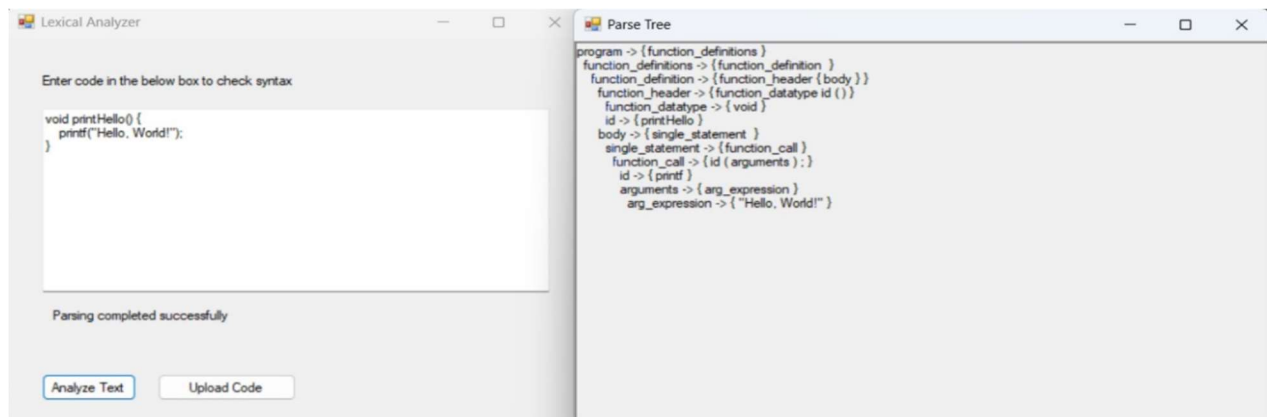 Lexical Analyzer
Enter code in the below box to check syntax
void printHello() {
printf("Hello, World!");
}
Parsing completed successfully
Analyze Text
Upload Code
Parse Tree
program -> { function_definitions }
function_definitions -> { function_definition  }
function_definition -> { function_header { body } }
function_header -> { function_datatype id ( ) }
function_datatype -> { void }
id -> { printHello }
body -> { single_statement  }
single_statement -> { function_call }
function_call -> { id ( arguments ) ; }
id -> { printf }
arguments -> { arg_expression }
arg_expression -> { "Hello, World!" }